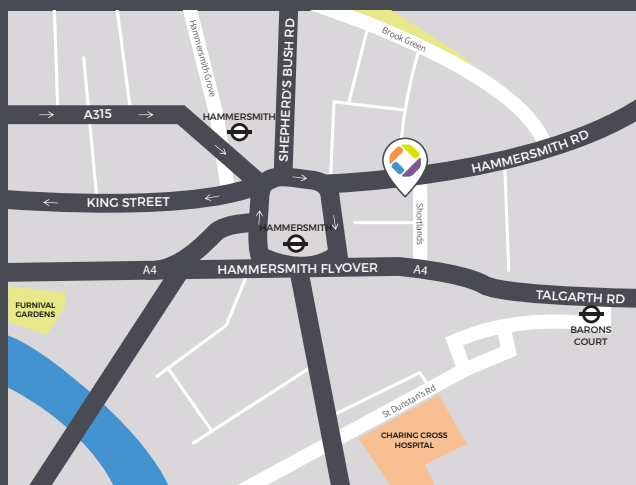 Hammersmith Grove
SHEPHERD'S BUSH RD
Brook Green
A315
HAMMERSMITH
HAMMERSMITH RD
KING STREET
Shortlands
HAMMERSMITH
A4
HAMMERSMITH FLYOVER
A4
TALGARTH RD
FURNIVAL
GARDENS
BARONS
COURT
St Dunstan's Rd
CHARING CROSS
HOSPITAL